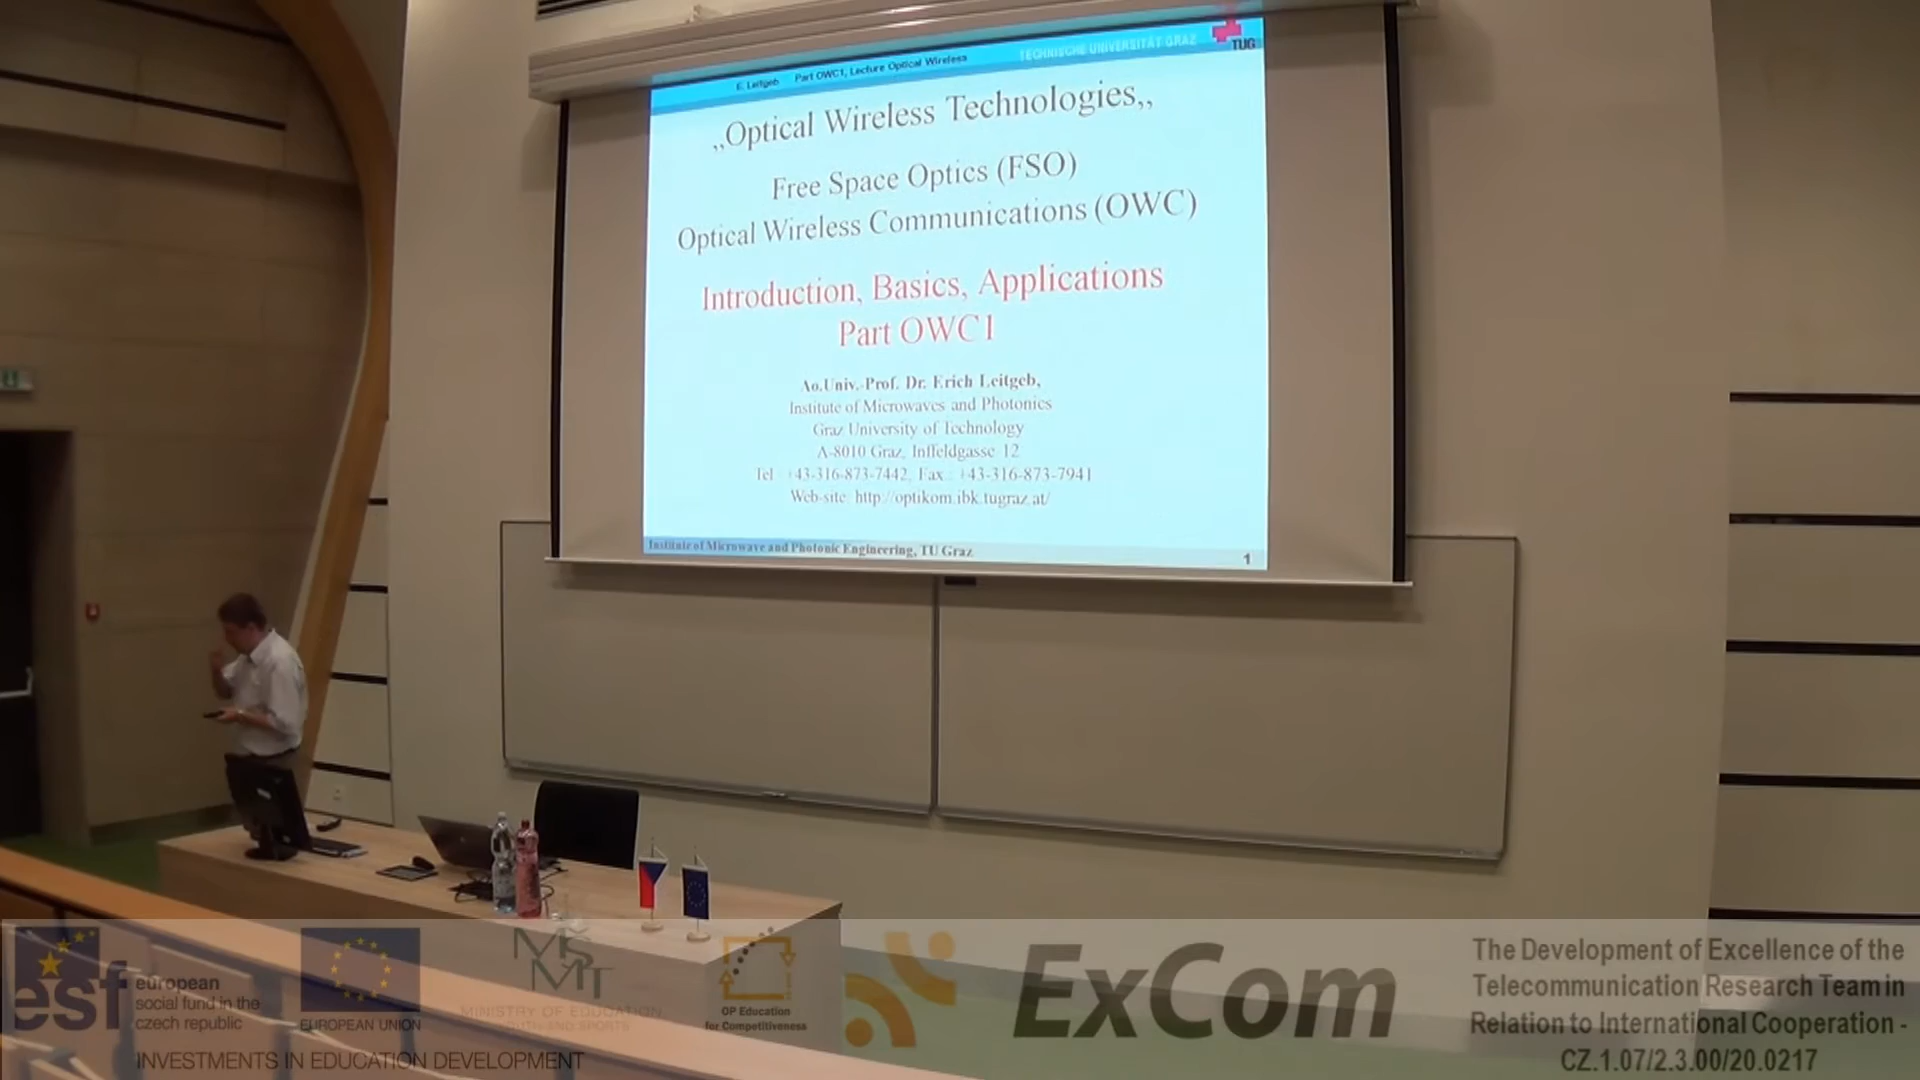 E. Leitgeb Part OWC1, Lecture Optical Wireless
TECHNISCHE UNIVERSITÄT GRAZ
TUG
„Optical Wireless Technologies„
Free Space Optics (FSO)
Optical Wireless Communications (OWC)
Introduction, Basics, Applications
Part OWC1
Ao.Univ.-Prof. Dr. Erich Leitgeb,
Institute of Microwaves and Photonics
Graz University of Technology
A-8010 Graz, Inffeldgasse 12
Tel : +43-316-873-7442, Fax : +43-316-873-7941
Web-site: http://optikom.ibk.tugraz.at/
Institute of Microwave and Photonic Engineering, TU Graz
1
esf
european
social fund in the
czech republic
EUROPEAN UNION
MŠMT
MINISTRY OF EDUCATION,
YOUTH AND SPORTS
OP Education
for Competitiveness
INVESTMENTS IN EDUCATION DEVELOPMENT
ExCom
The Development of Excellence of the
Telecommunication Research Team in
Relation to International Cooperation -
CZ.1.07/2.3.00/20.0217